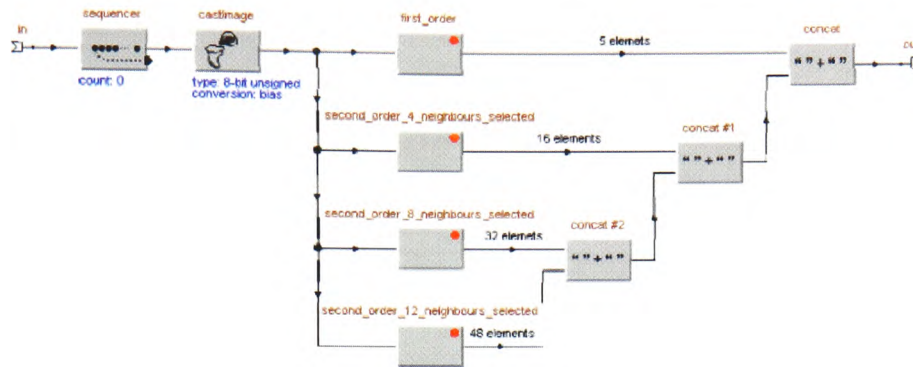 in
sequencer
count: 0
castImage
type: 8-bit unsigned
conversion: bias
first_order
5 elemets
concat
“ ” + “ ”
second_order_4_neighbours_selected
16 elements
concat #1
“ ” + “ ”
second_order_8_neighbours_selected
32 elemets
concat #2
“ ” + “ ”
second_order_12_neighbours_selected
48 elements